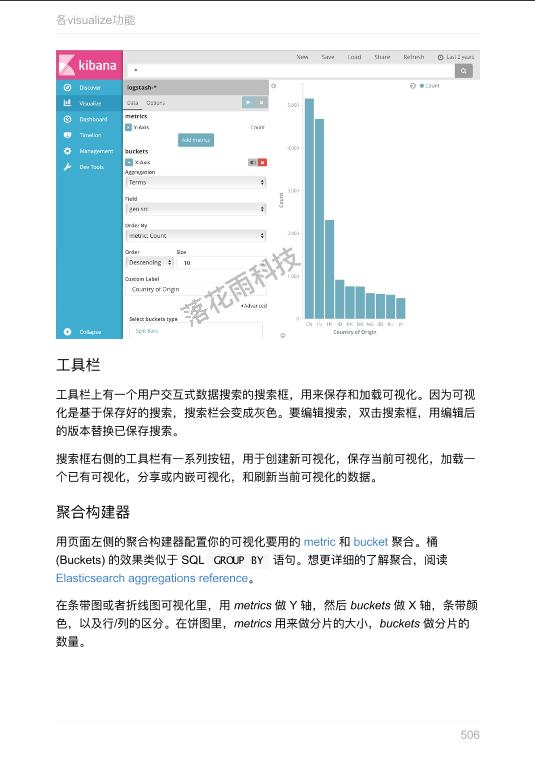 各visualize功能
kibana
New Save Load Share Refresh Last 2 years
*
Discover
Visualize
Dashboard
Timelion
Management
Dev Tools
Collapse
logstash-*
Data Options
metrics
Y-Axis Count
Add metrics
buckets
X-Axis
Aggregation
Terms
Field
geo.src
Order By
metric: Count
Order Size
Descending 10
Custom Label
Country of Origin
Advanced
Select buckets type
Split Bars
Count
5,000
4,000
3,000
2,000
1,000
0
Count
CN IN US ID PK BR NG BD RU JP
Country of Origin
落花雨科技
工具栏
工具栏上有一个用户交互式数据搜索的搜索框，用来保存和加载可视化。因为可视
化是基于保存好的搜索，搜索栏会变成灰色。要编辑搜索，双击搜索框，用编辑后
的版本替换已保存搜索。
搜索框右侧的工具栏有一系列按钮，用于创建新可视化，保存当前可视化，加载一
个已有可视化，分享或内嵌可视化，和刷新当前可视化的数据。
聚合构建器
用页面左侧的聚合构建器配置你的可视化要用的 metric 和 bucket 聚合。桶
(Buckets) 的效果类似于 SQL GROUP BY 语句。想更详细的了解聚合，阅读
Elasticsearch aggregations reference。
在条带图或者折线图可视化里，用 metrics 做 Y 轴，然后 buckets 做 X 轴，条带颜
色，以及行/列的区分。在饼图里，metrics 用来做分片的大小，buckets 做分片的
数量。
506